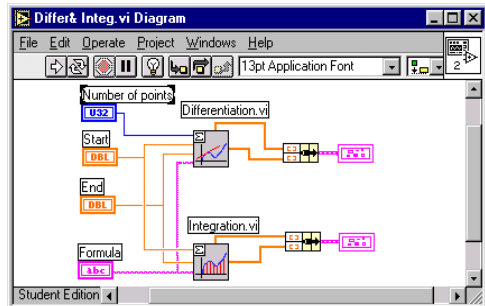 Differ& Integ.vi Diagram
File Edit Operate Project Windows Help
13pt Application Font
2
Number of points
U32
Differentiation.vi
Start
DBL
End
DBL
Integration.vi
Formula
abc
Student Edition